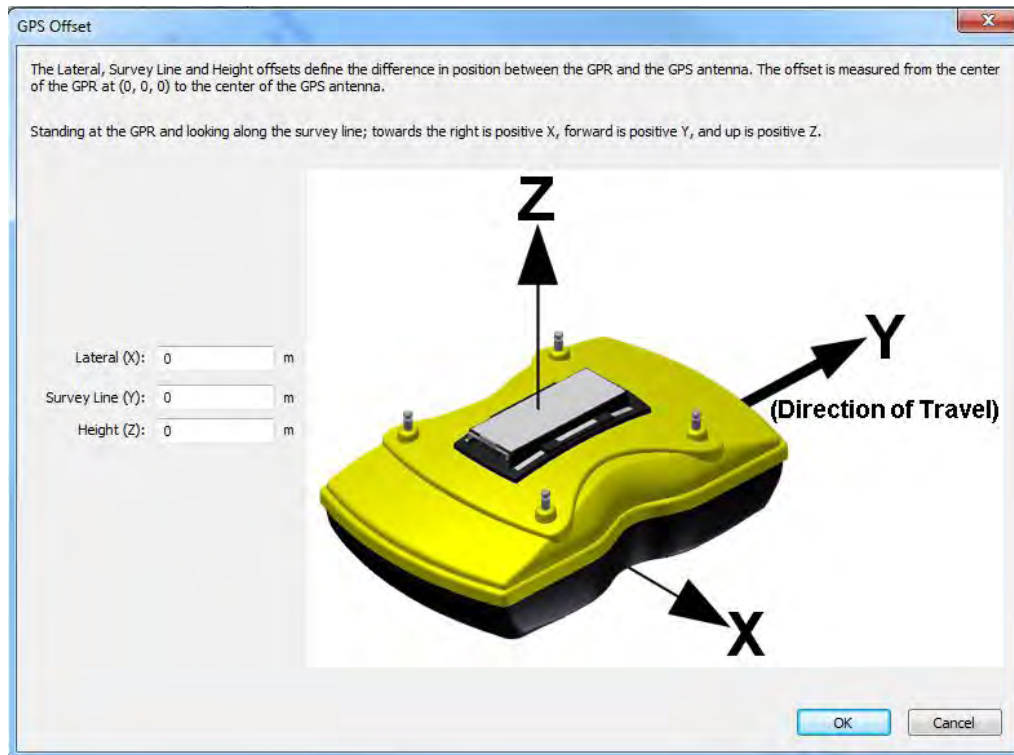 GPS Offset
The Lateral, Survey Line and Height offsets define the difference in position between the GPR and the GPS antenna. The offset is measured from the center
of the GPR at (0, 0, 0) to the center of the GPS antenna.
Standing at the GPR and looking along the survey line; towards the right is positive X, forward is positive Y, and up is positive Z.
Z
Y
(Direction of Travel)
Lateral (X): 0 m
Survey Line (Y): 0 m
Height (Z): 0 m
X
OK Cancel